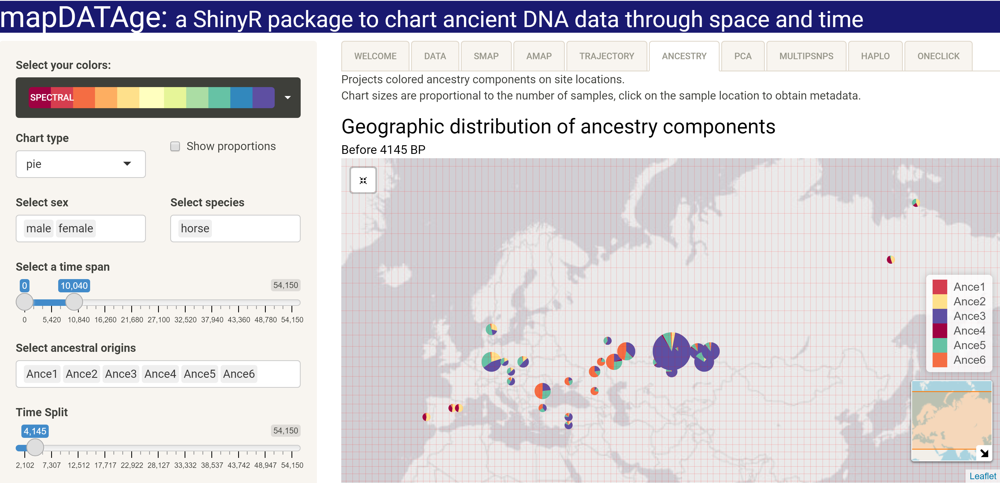 mapDATAge: a ShinyR package to chart ancient DNA data through space and time
Select your colors:
SPECTRAL
Chart type
Show proportions
pie
Select sex
Select species
male female
horse
Select a time span
0 10,040 54,150
0 5,420 10,840 16,260 21,680 27,100 32,520 37,940 43,360 48,780 54,150
Select ancestral origins
Ance1 Ance2 Ance3 Ance4 Ance5 Ance6
Time Split
4,145 54,150
2,102 7,307 12,512 17,717 22,922 28,127 33,332 38,537 43,742 48,947 54,150
WELCOME DATA SMAP AMAP TRAJECTORY ANCESTRY PCA MULTIPSNPS HAPLO ONECLICK
Projects colored ancestry components on site locations.
Chart sizes are proportional to the number of samples, click on the sample location to obtain metadata.
Geographic distribution of ancestry components
Before 4145 BP
Ance1
Ance2
Ance3
Ance4
Ance5
Ance6
Leaflet